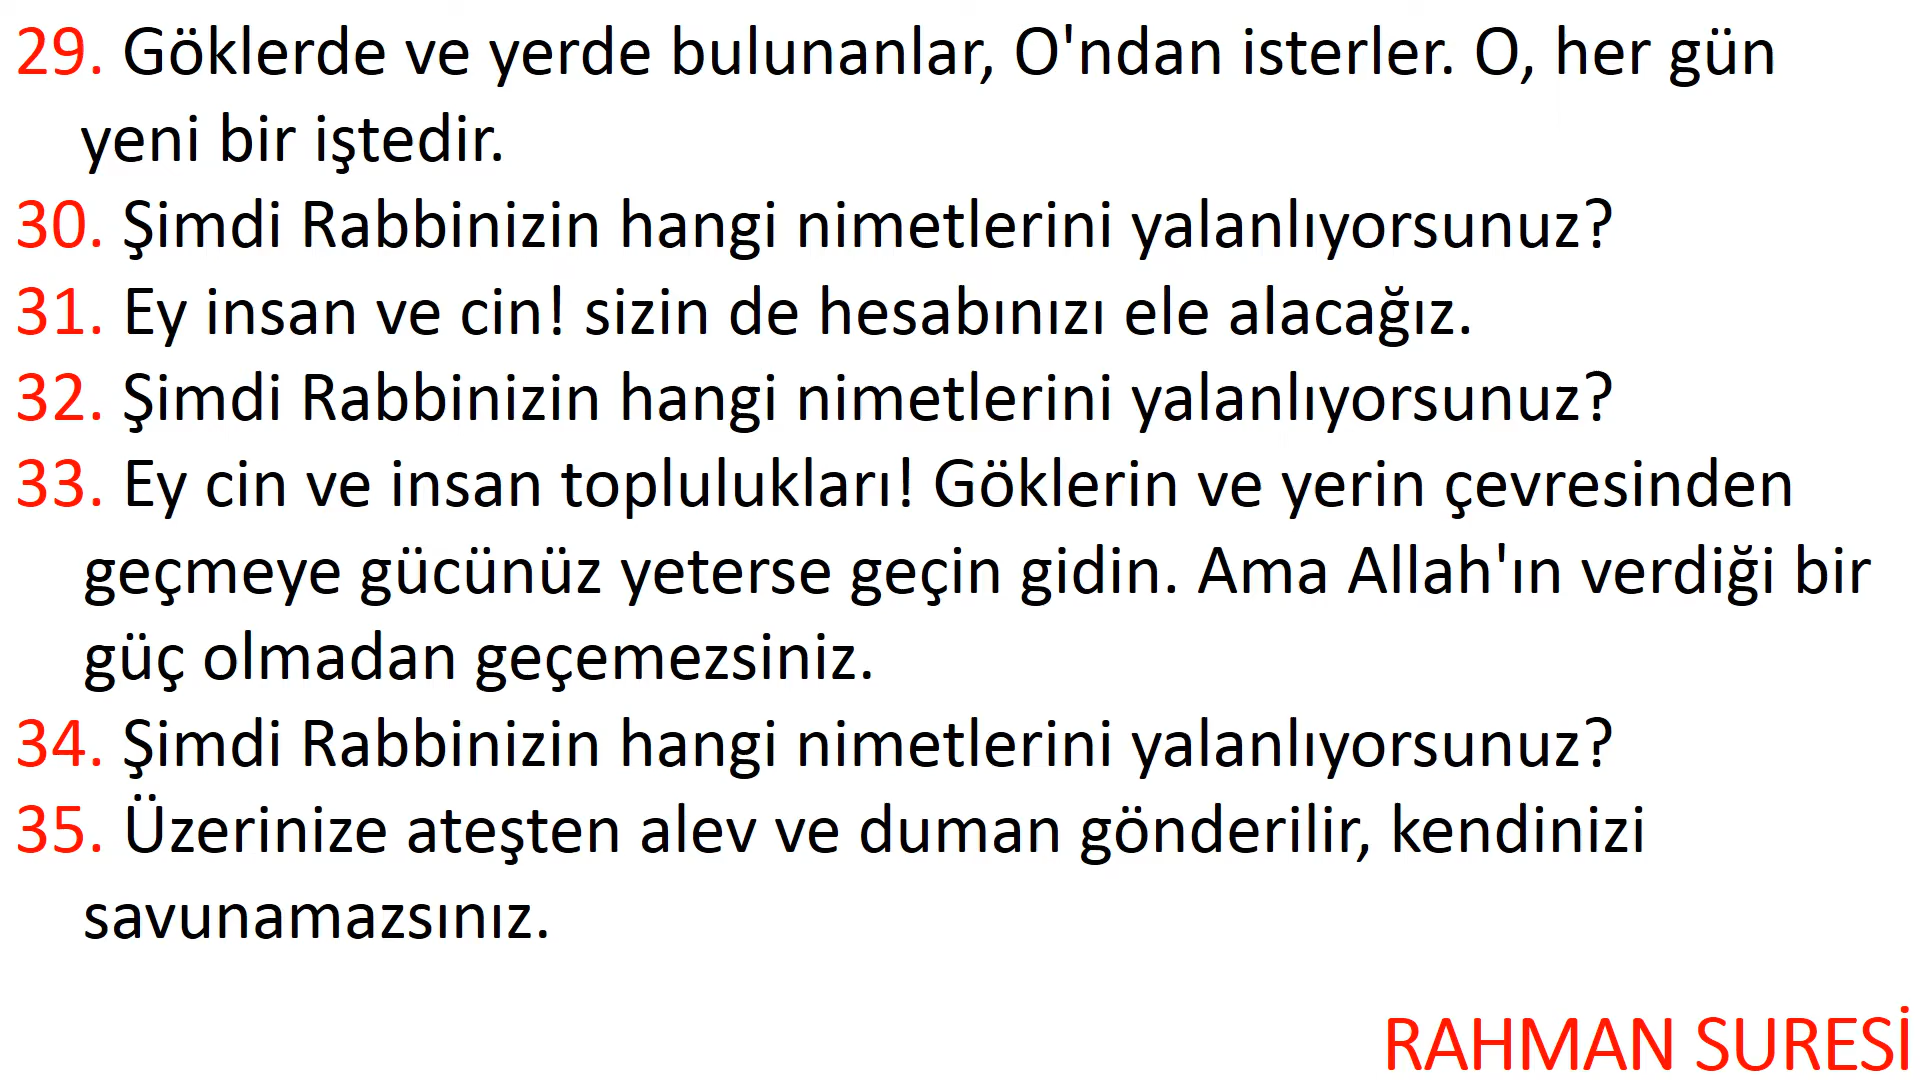 29. Göklerde ve yerde bulunanlar, O'ndan isterler. O, her gün
yeni bir iştedir.
30. Şimdi Rabbinizin hangi nimetlerini yalanlıyorsunuz?
31. Ey insan ve cin! sizin de hesabınızı ele alacağız.
32. Şimdi Rabbinizin hangi nimetlerini yalanlıyorsunuz?
33. Ey cin ve insan toplulukları! Göklerin ve yerin çevresinden
geçmeye gücünüz yeterse geçin gidin. Ama Allah'ın verdiği bir
güç olmadan geçemezsiniz.
34. Şimdi Rabbinizin hangi nimetlerini yalanlıyorsunuz?
35. Üzerinize ateşten alev ve duman gönderilir, kendinizi
savunamazsınız.
RAHMAN SURESİ